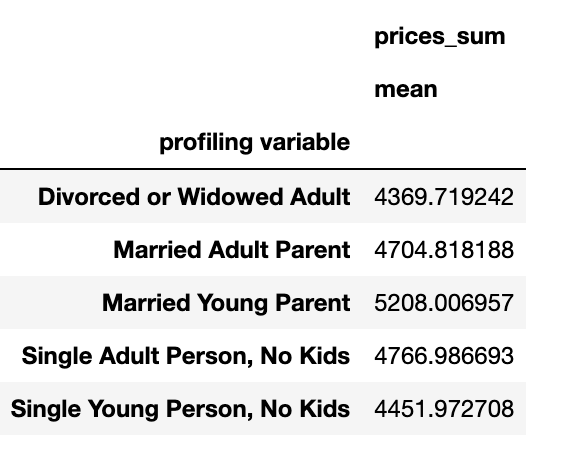 prices_sum
mean
profiling variable
Divorced or Widowed Adult 4369.719242
Married Adult Parent 4704.818188
Married Young Parent 5208.006957
Single Adult Person, No Kids 4766.986693
Single Young Person, No Kids 4451.972708